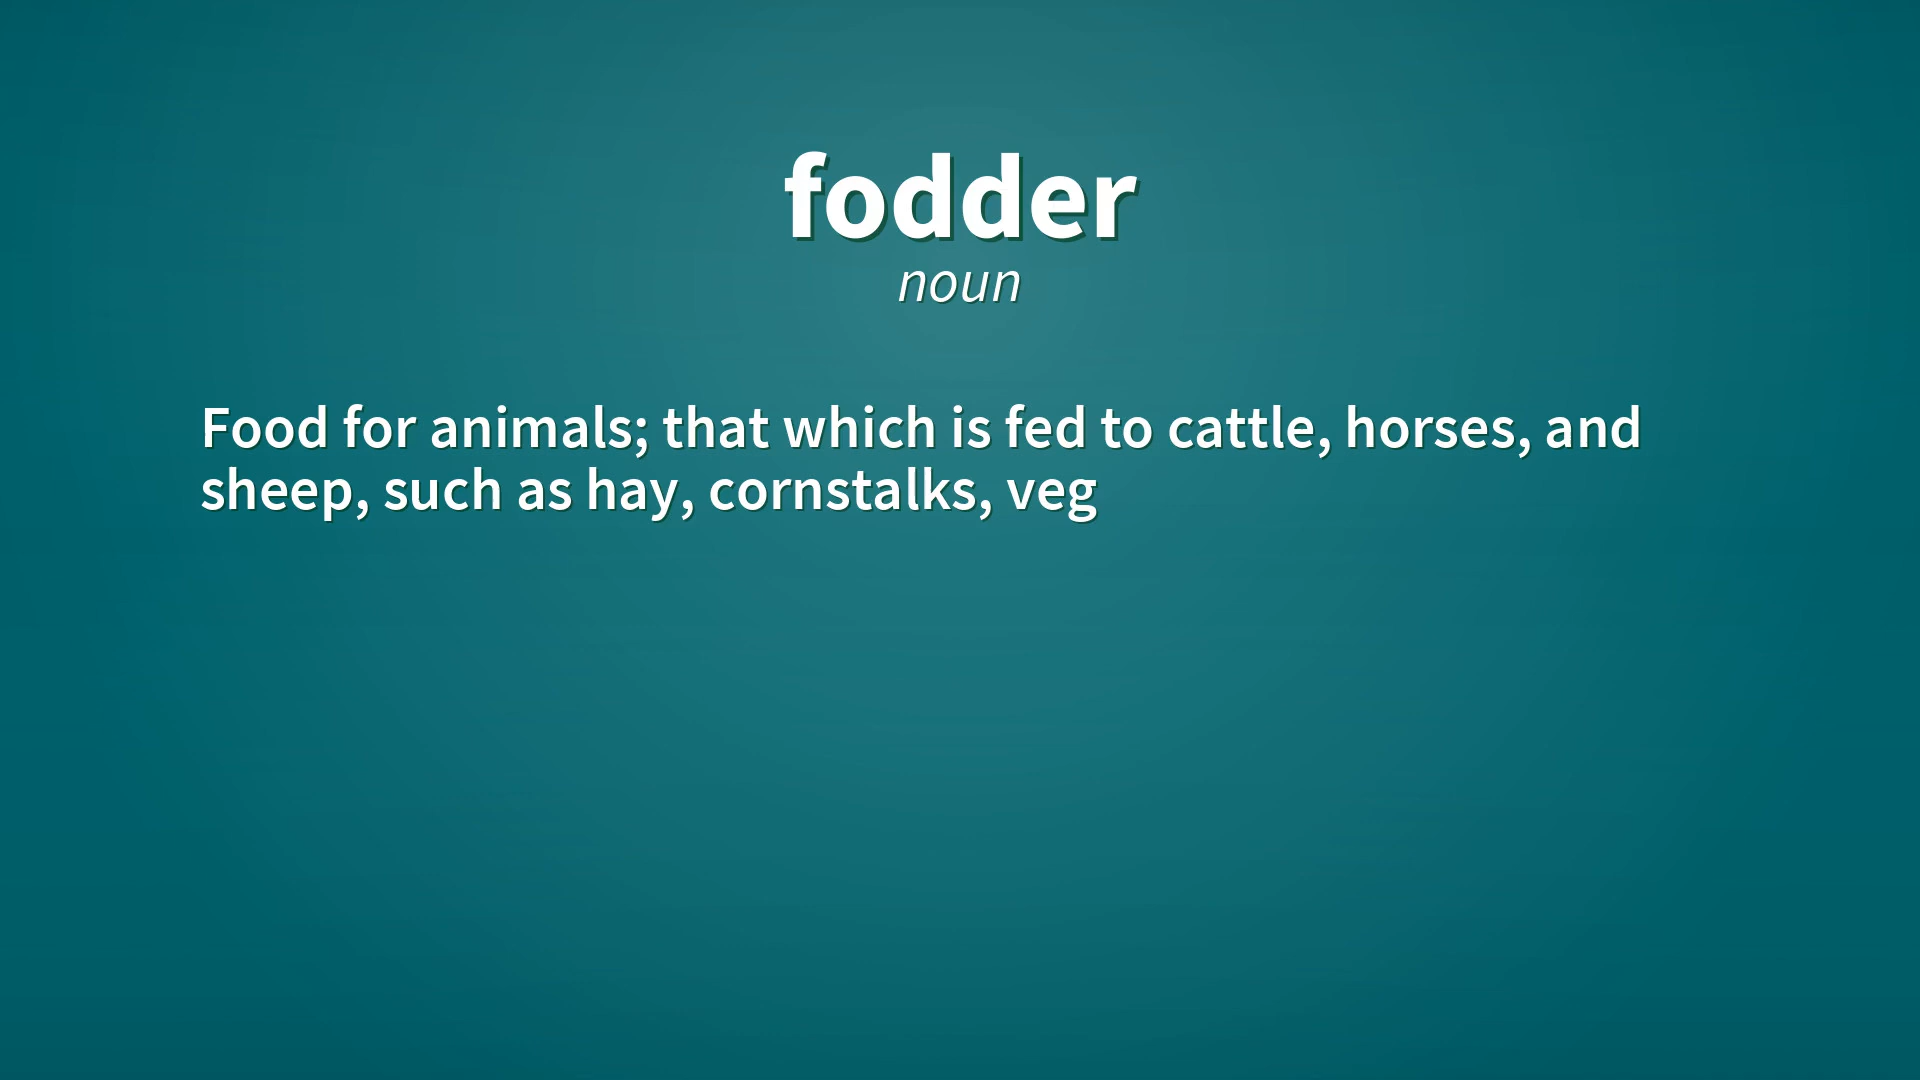 fodder
noun
Food for animals; that which is fed to cattle, horses, and
sheep, such as hay, cornstalks, veg